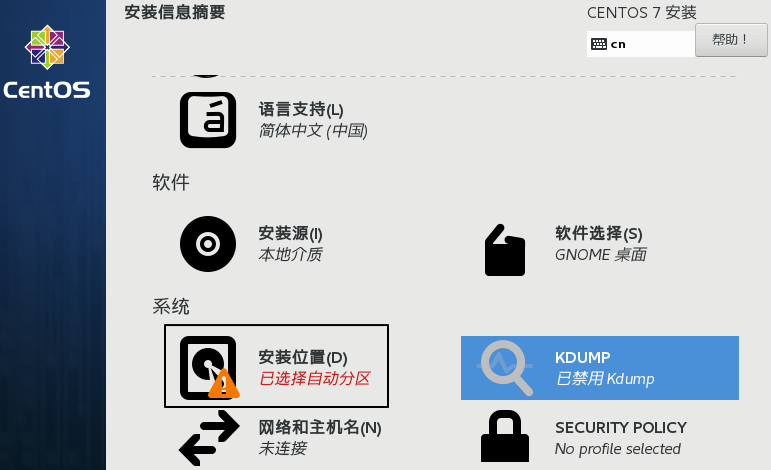 安装信息摘要
CENTOS 7 安装
cn
帮助！
CentOS
语言支持(L)
简体中文 (中国)
软件
安装源(I)
本地介质
软件选择(S)
GNOME 桌面
系统
安装位置(D)
已选择自动分区
KDUMP
已禁用 Kdump
网络和主机名(N)
未连接
SECURITY POLICY
No profile selected